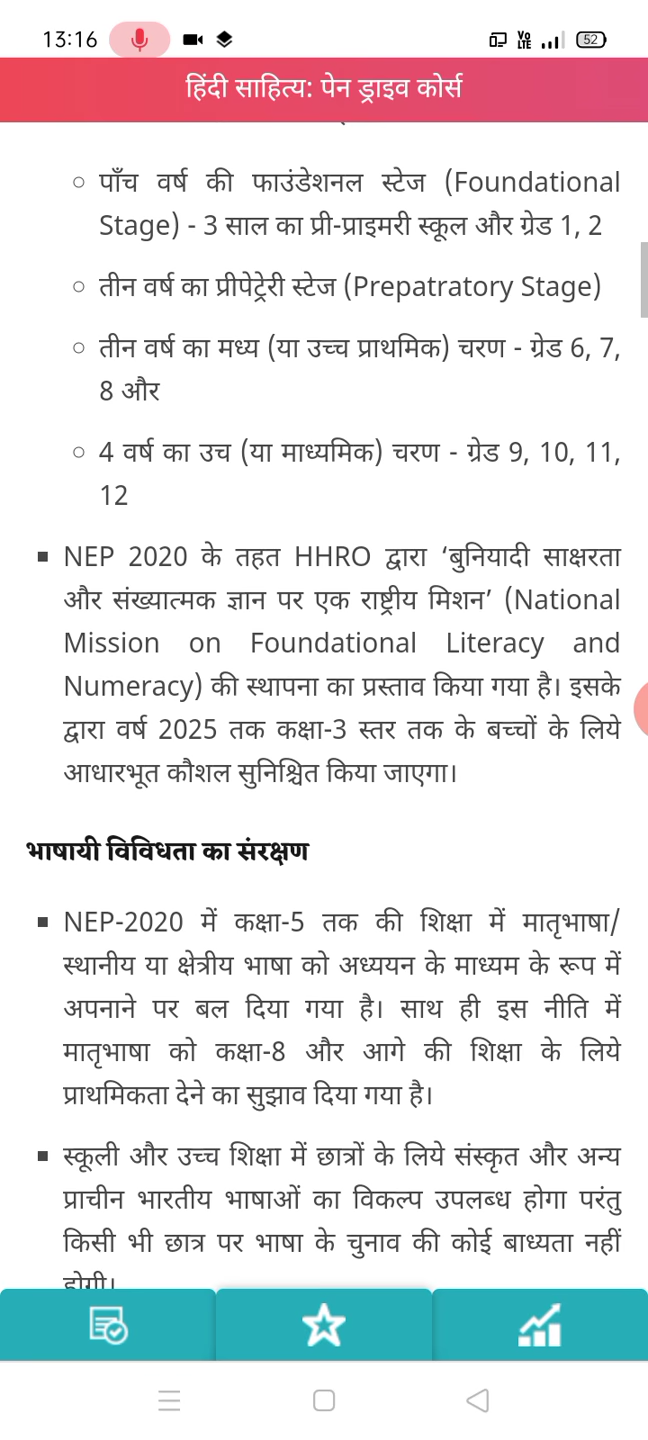 13:16
Vo
LTE
52
हिंदी साहित्य: पेन ड्राइव कोर्स
पाँच वर्ष की फाउंडेशनल स्टेज (Foundational
Stage) - 3 साल का प्री-प्राइमरी स्कूल और ग्रेड 1, 2
तीन वर्ष का प्रीपेट्रेरी स्टेज (Prepatratory Stage)
तीन वर्ष का मध्य (या उच्च प्राथमिक) चरण - ग्रेड 6, 7,
8 और
4 वर्ष का उच (या माध्यमिक) चरण - ग्रेड 9, 10, 11,
12
NEP 2020 के तहत HHRO द्वारा ‘बुनियादी साक्षरता
और संख्यात्मक ज्ञान पर एक राष्ट्रीय मिशन’ (National
Mission on Foundational Literacy and
Numeracy) की स्थापना का प्रस्ताव किया गया है। इसके
द्वारा वर्ष 2025 तक कक्षा-3 स्तर तक के बच्चों के लिये
आधारभूत कौशल सुनिश्चित किया जाएगा।
भाषायी विविधता का संरक्षण
NEP-2020 में कक्षा-5 तक की शिक्षा में मातृभाषा/
स्थानीय या क्षेत्रीय भाषा को अध्ययन के माध्यम के रूप में
अपनाने पर बल दिया गया है। साथ ही इस नीति में
मातृभाषा को कक्षा-8 और आगे की शिक्षा के लिये
प्राथमिकता देने का सुझाव दिया गया है।
स्कूली और उच्च शिक्षा में छात्रों के लिये संस्कृत और अन्य
प्राचीन भारतीय भाषाओं का विकल्प उपलब्ध होगा परंतु
किसी भी छात्र पर भाषा के चुनाव की कोई बाध्यता नहीं
होगी।